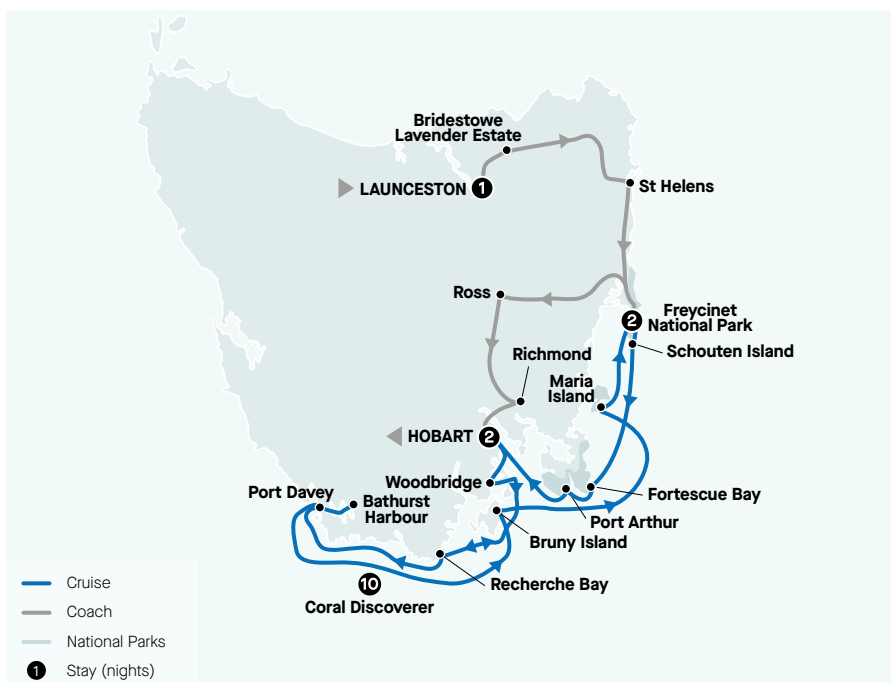 Bridestowe
Lavender Estate
LAUNCESTON 1
St Helens
Ross
2 Freycinet
National Park
Schouten Island
Richmond
Maria
Island
HOBART 2
Woodbridge
Fortescue Bay
Port Davey
Bathurst
Harbour
Port Arthur
Bruny Island
Recherche Bay
10
Coral Discoverer
Cruise
Coach
National Parks
1 Stay (nights)